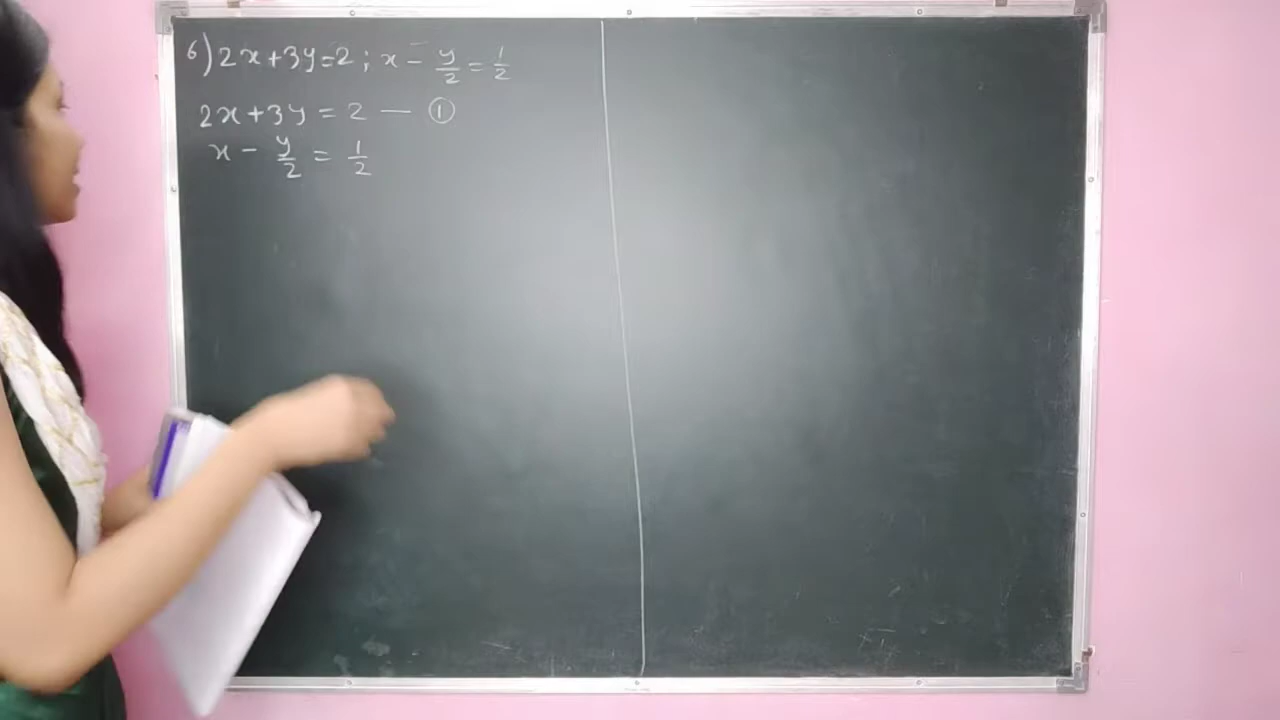 6) 2x+3y=2 ; x - y/2 = 1/2
2x+3y = 2 — ①
x - y/2 = 1/2